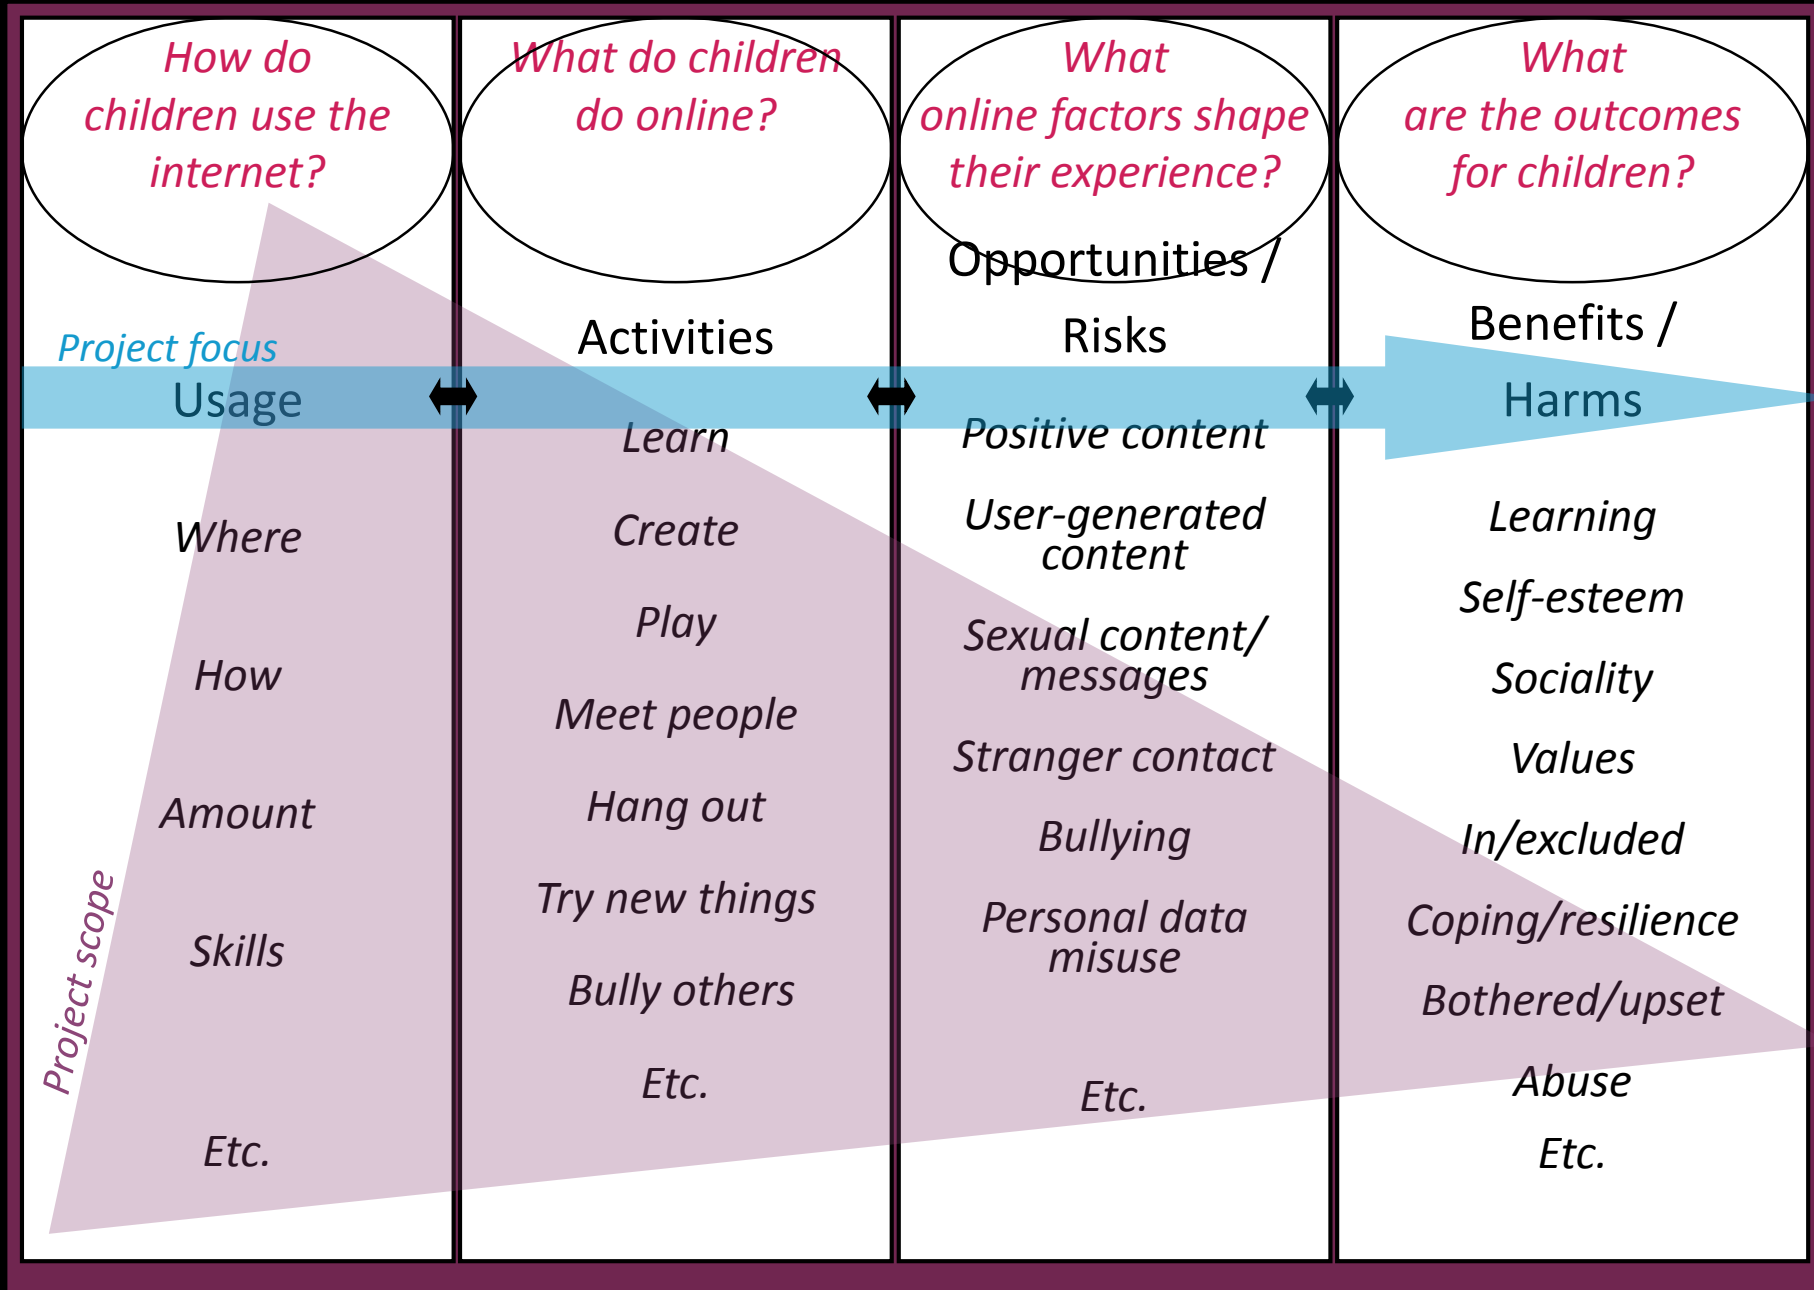 How do
children use the
internet?
Project focus
Usage
Where
How
Amount
Skills
Etc.
Project scope
What do children
do online?
Activities
Learn
Create
Play
Meet people
Hang out
Try new things
Bully others
Etc.
What
online factors shape
their experience?
Opportunities /
Risks
Positive content
User-generated
content
Sexual content/
messages
Stranger contact
Bullying
Personal data
misuse
Etc.
What
are the outcomes
for children?
Benefits /
Harms
Learning
Self-esteem
Sociality
Values
In/excluded
Coping/resilience
Bothered/upset
Abuse
Etc.